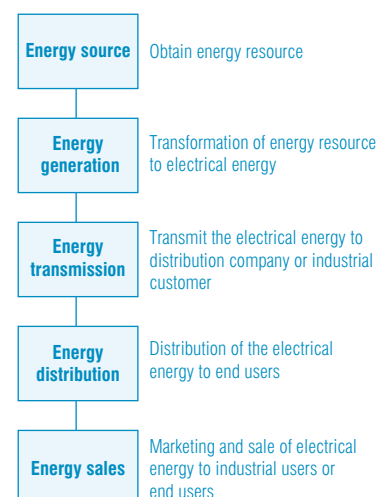 Energy source
Obtain energy resource
Energy
generation
Transformation of energy resource
to electrical energy
Energy
transmission
Transmit the electrical energy to
distribution company or industrial
customer
Energy
distribution
Distribution of the electrical
energy to end users
Energy sales
Marketing and sale of electrical
energy to industrial users or
end users